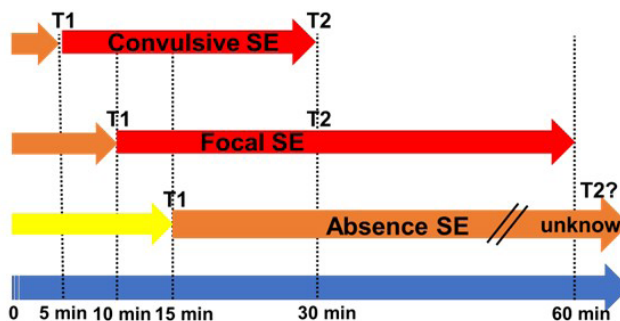 T1 T2
Convulsive SE
T1 T2
Focal SE
T1 T2?
Absence SE unknow
0 5 min 10 min 15 min 30 min 60 min